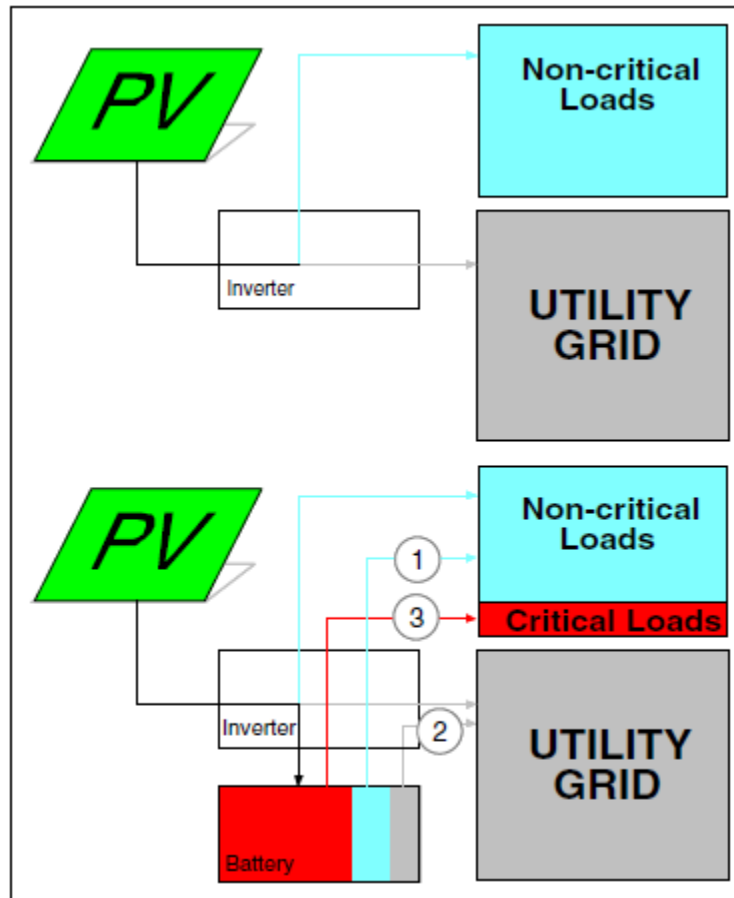 PV
Non-critical
Loads
Inverter
UTILITY
GRID
PV
Non-critical
Loads
1
3
Critical Loads
Inverter
2
UTILITY
GRID
Battery